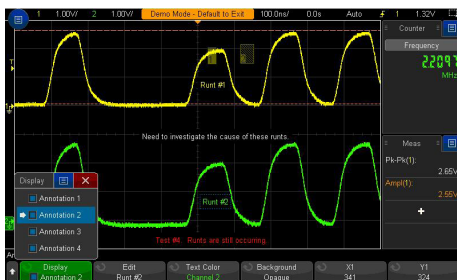 1 1.00V/ 2 1.00V/ Demo Mode - Default to Exit 100.0ns/ 0.0s Auto 1 1.32V
Counter
Frequency
2.2097
MHz
Runt #1
Need to investigate the cause of these runts.
Meas
Pk-Pk(1):
2.65V
Ampl(1):
2.55V
Display
Annotation 1
Annotation 2
Annotation 3
Annotation 4
Runt #2
Test #4. Runts are still occuring.
Display
Annotation 2
Edit
Runt #2
Text Color
Channel 2
Background
Opaque
X1
341
Y1
324